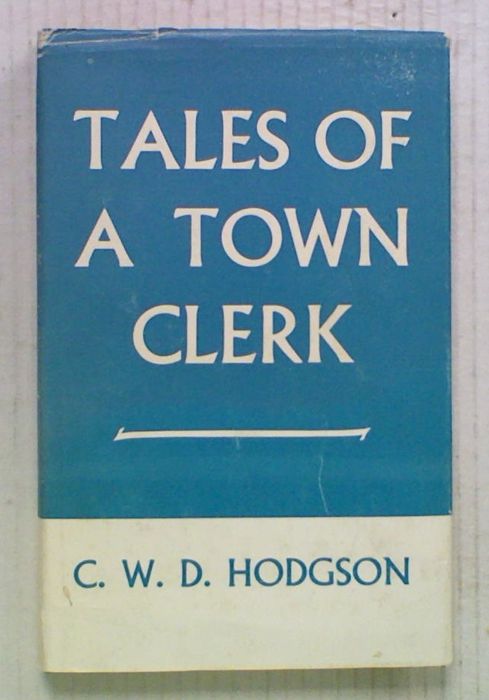 TALES OF
A TOWN
CLERK
C. W. D. HODGSON